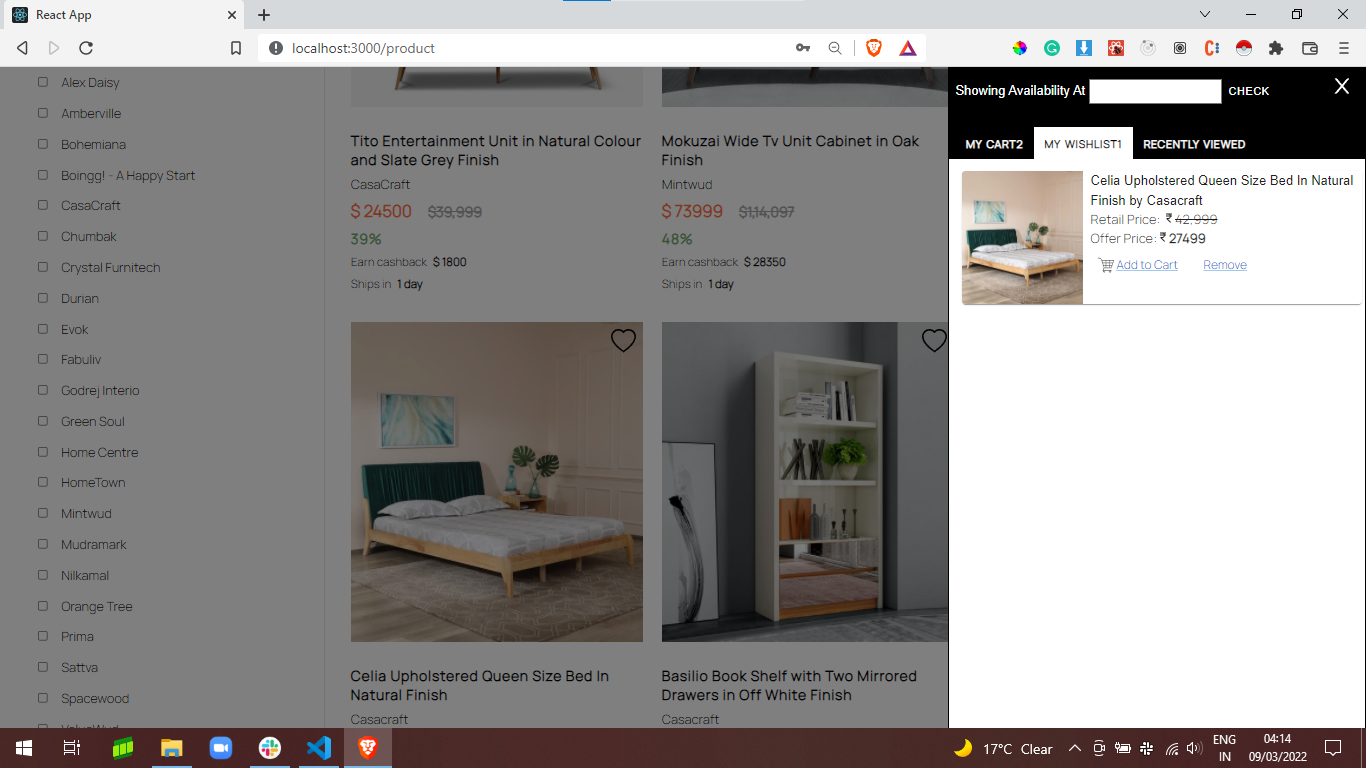 React App
localhost:3000/product
Alex Daisy
Amberville
Bohemiana
Boingg! - A Happy Start
CasaCraft
Chumbak
Crystal Furnitech
Durian
Evok
Fabuliv
Godrej Interio
Green Soul
Home Centre
HomeTown
Mintwud
Mudramark
Nilkamal
Orange Tree
Prima
Sattva
Spacewood
Tito Entertainment Unit in Natural Colour
and Slate Grey Finish
CasaCraft
$ 24500 $39,999
39%
Earn cashback $ 1800
Ships in 1 day
Mokuzai Wide Tv Unit Cabinet in Oak
Finish
Mintwud
$ 73999 $1,14,097
48%
Earn cashback $ 28350
Ships in 1 day
Celia Upholstered Queen Size Bed In
Natural Finish
Casacraft
Basilio Book Shelf with Two Mirrored
Drawers in Off White Finish
Casacraft
Showing Availability At CHECK X
MY CART2 MY WISHLIST1 RECENTLY VIEWED
Celia Upholstered Queen Size Bed In Natural
Finish by Casacraft
Retail Price: ₹ 42,999
Offer Price: ₹ 27499
Add to Cart Remove
17°C Clear
ENG
IN
04:14
09/03/2022